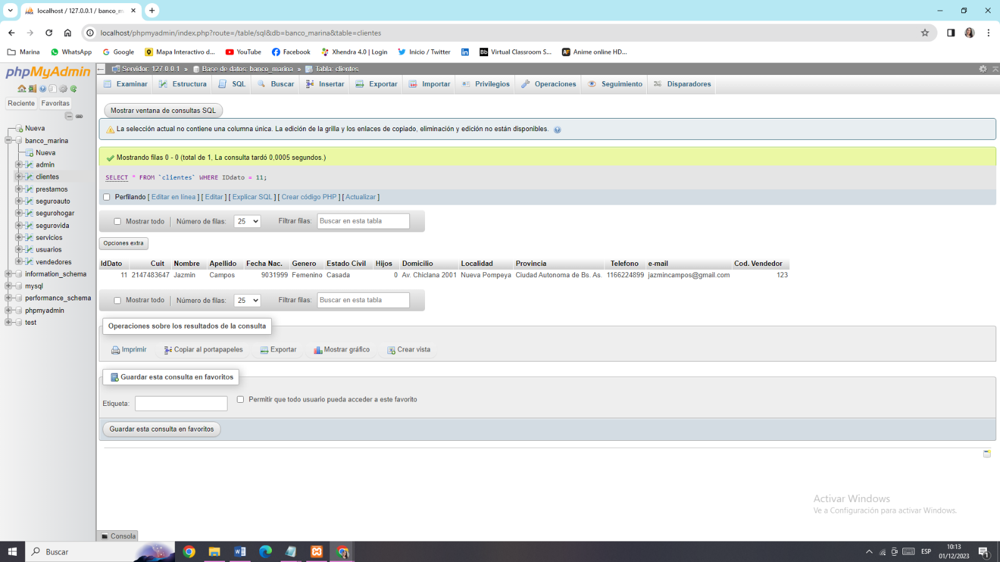 localhost / 127.0.0.1 / banco_m
localhost/phpmyadmin/index.php?route=/table/sql&db=banco_marina&table=clientes
Marina WhatsApp Google Mapa Interactivo d... YouTube Facebook Xhendra 4.0 | Login Inicio / Twitter Bb Virtual Classroom S... Anime online HD...
phpMyAdmin
Reciente Favoritas
Nueva
banco_marina
Nueva
admin
clientes
prestamos
seguroauto
segurohogar
segurovida
servicios
usuarios
vendedores
information_schema
mysql
performance_schema
phpmyadmin
test
Servidor: 127.0.0.1 » Base de datos: banco_marina » Tabla: clientes
Examinar Estructura SQL Buscar Insertar Exportar Importar Privilegios Operaciones Seguimiento Disparadores
Mostrar ventana de consultas SQL
La selección actual no contiene una columna única. La edición de la grilla y los enlaces de copiado, eliminación y edición no están disponibles.
Mostrando filas 0 - 0 (total de 1, La consulta tardó 0,0005 segundos.)
SELECT * FROM `clientes` WHERE IDdato = 11;
Perfilando [ Editar en línea ] [ Editar ] [ Explicar SQL ] [ Crear código PHP ] [ Actualizar ]
Mostrar todo | Número de filas: 25 Filtrar filas: Buscar en esta tabla
Opciones extra
IdDato Cuit Nombre Apellido Fecha Nac. Genero Estado Civil Hijos Domicilio Localidad Provincia Telefono e-mail Cod. Vendedor
11 2147483647 Jazmin Campos 9031999 Femenino Casada 0 Av. Chiclana 2001 Nueva Pompeya Ciudad Autonoma de Bs. As. 1166224899 jazmincampos@gmail.com 123
Mostrar todo | Número de filas: 25 Filtrar filas: Buscar en esta tabla
Operaciones sobre los resultados de la consulta
Imprimir Copiar al portapapeles Exportar Mostrar gráfico Crear vista
Guardar esta consulta en favoritos
Etiqueta: Permitir que todo usuario pueda acceder a este favorito
Guardar esta consulta en favoritos
Activar Windows
Ve a Configuración para activar Windows.
Consola
Buscar
ESP
10:13
01/12/2023
1